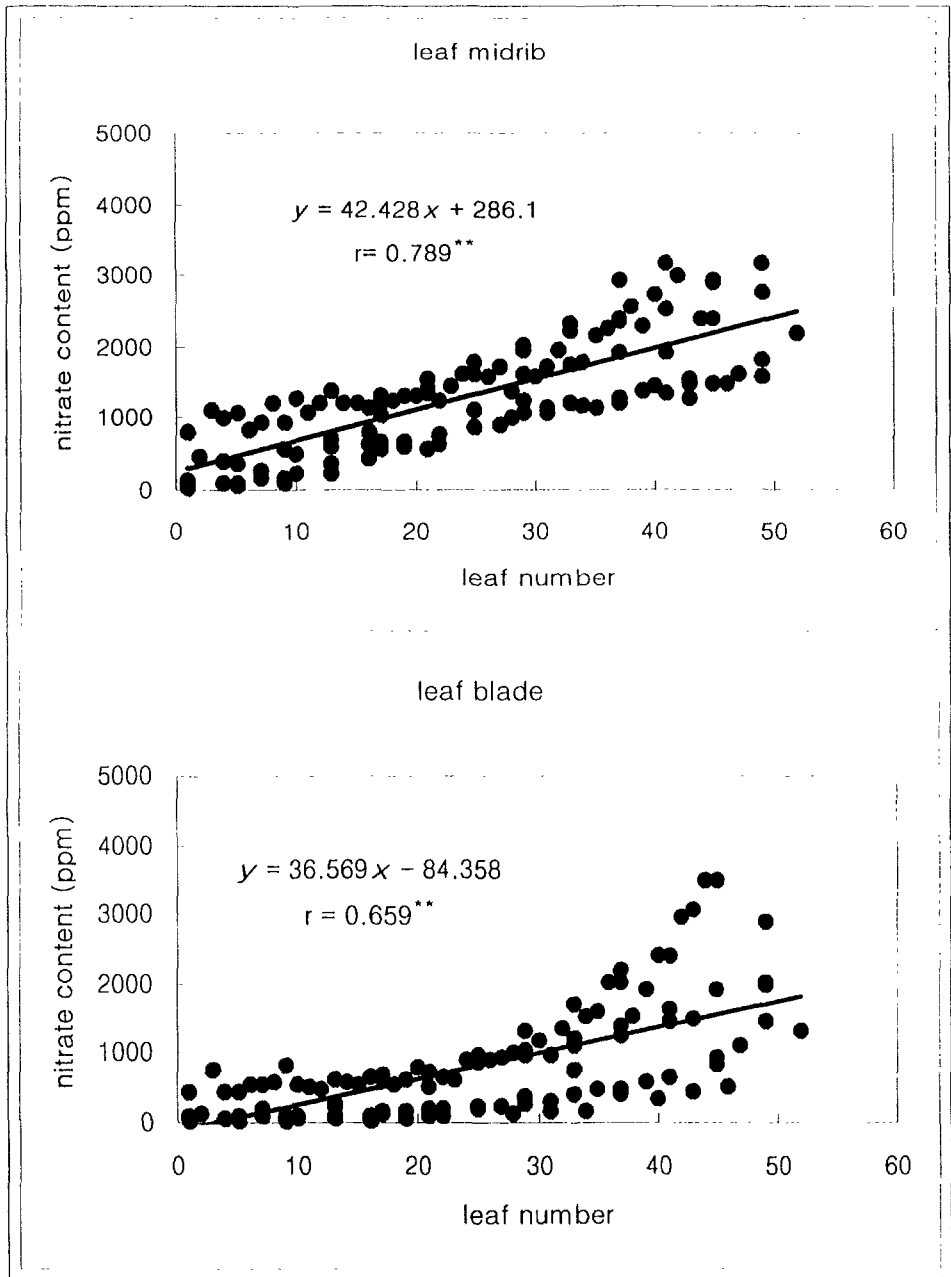 leaf midrib
5000
4000
3000
2000
1000
0
nitrate content (ppm)
y = 42.428x + 286.1
r= 0.789**
0 10 20 30 40 50 60
leaf number
leaf blade
5000
4000
3000
2000
1000
0
nitrate content (ppm)
y = 36.569x − 84.358
r = 0.659**
0 10 20 30 40 50 60
leaf number